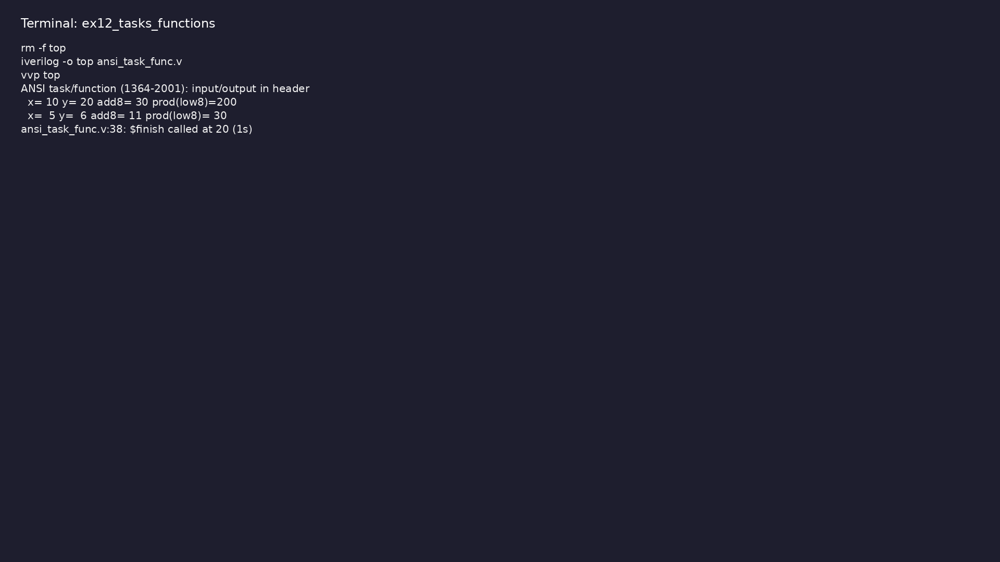 Terminal: ex12_tasks_functions
rm -f top
iverilog -o top ansi_task_func.v
vvp top
ANSI task/function (1364-2001): input/output in header
  x= 10 y= 20 add8= 30 prod(low8)=200
  x=  5 y=  6 add8= 11 prod(low8)= 30
ansi_task_func.v:38: $finish called at 20 (1s)